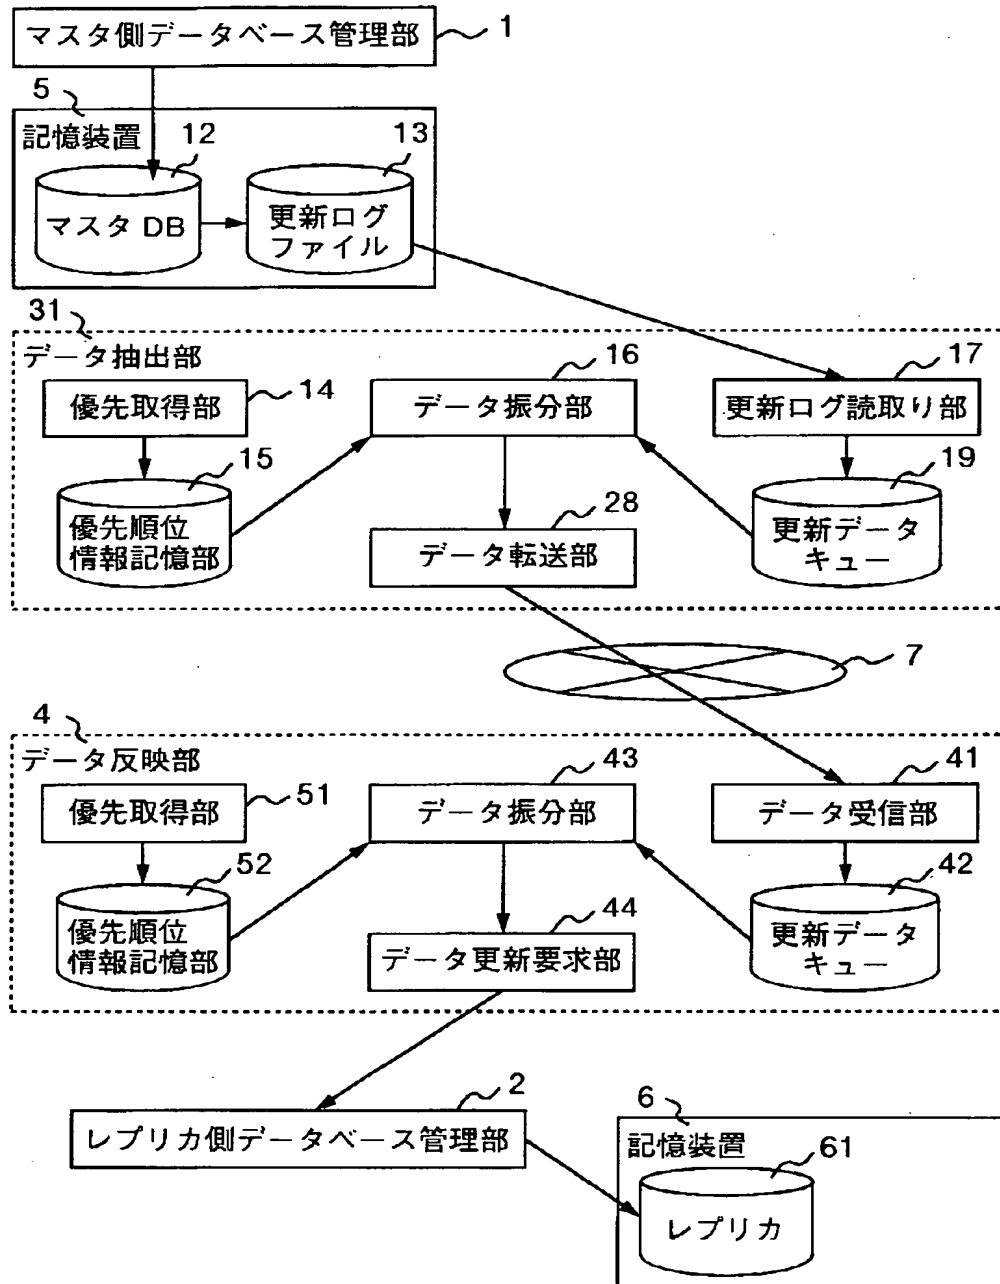 マスタ側データベース管理部
1
5
記憶装置
12
13
マスタ DB
更新ログ
ファイル
31
データ抽出部
優先取得部
14
16
データ振分部
17
更新ログ読取り部
15
優先順位
情報記憶部
28
データ転送部
19
更新データ
キュー
7
4
データ反映部
優先取得部
51
43
データ振分部
41
データ受信部
52
優先順位
情報記憶部
44
データ更新要求部
42
更新データ
キュー
2
レプリカ側データベース管理部
6
記憶装置
61
レプリカ